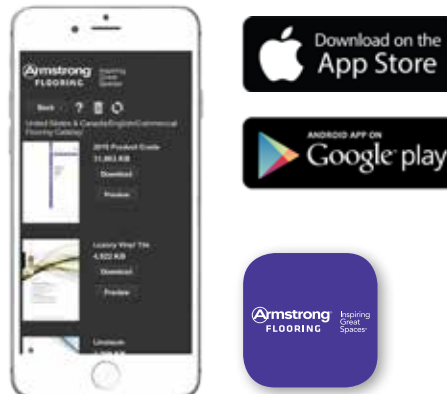 Armstrong
FLOORING
Inspiring
Great
Spaces
Back
?
United States & Canada/English/Commercial
Flooring Catalog
2015 Product Guide
31,863 KB
Download
Preview
Luxury Vinyl Tile
4,922 KB
Download
Preview
Linoleum
Download on the
App Store
ANDROID APP ON
Google play
Armstrong
FLOORING
Inspiring
Great
Spaces